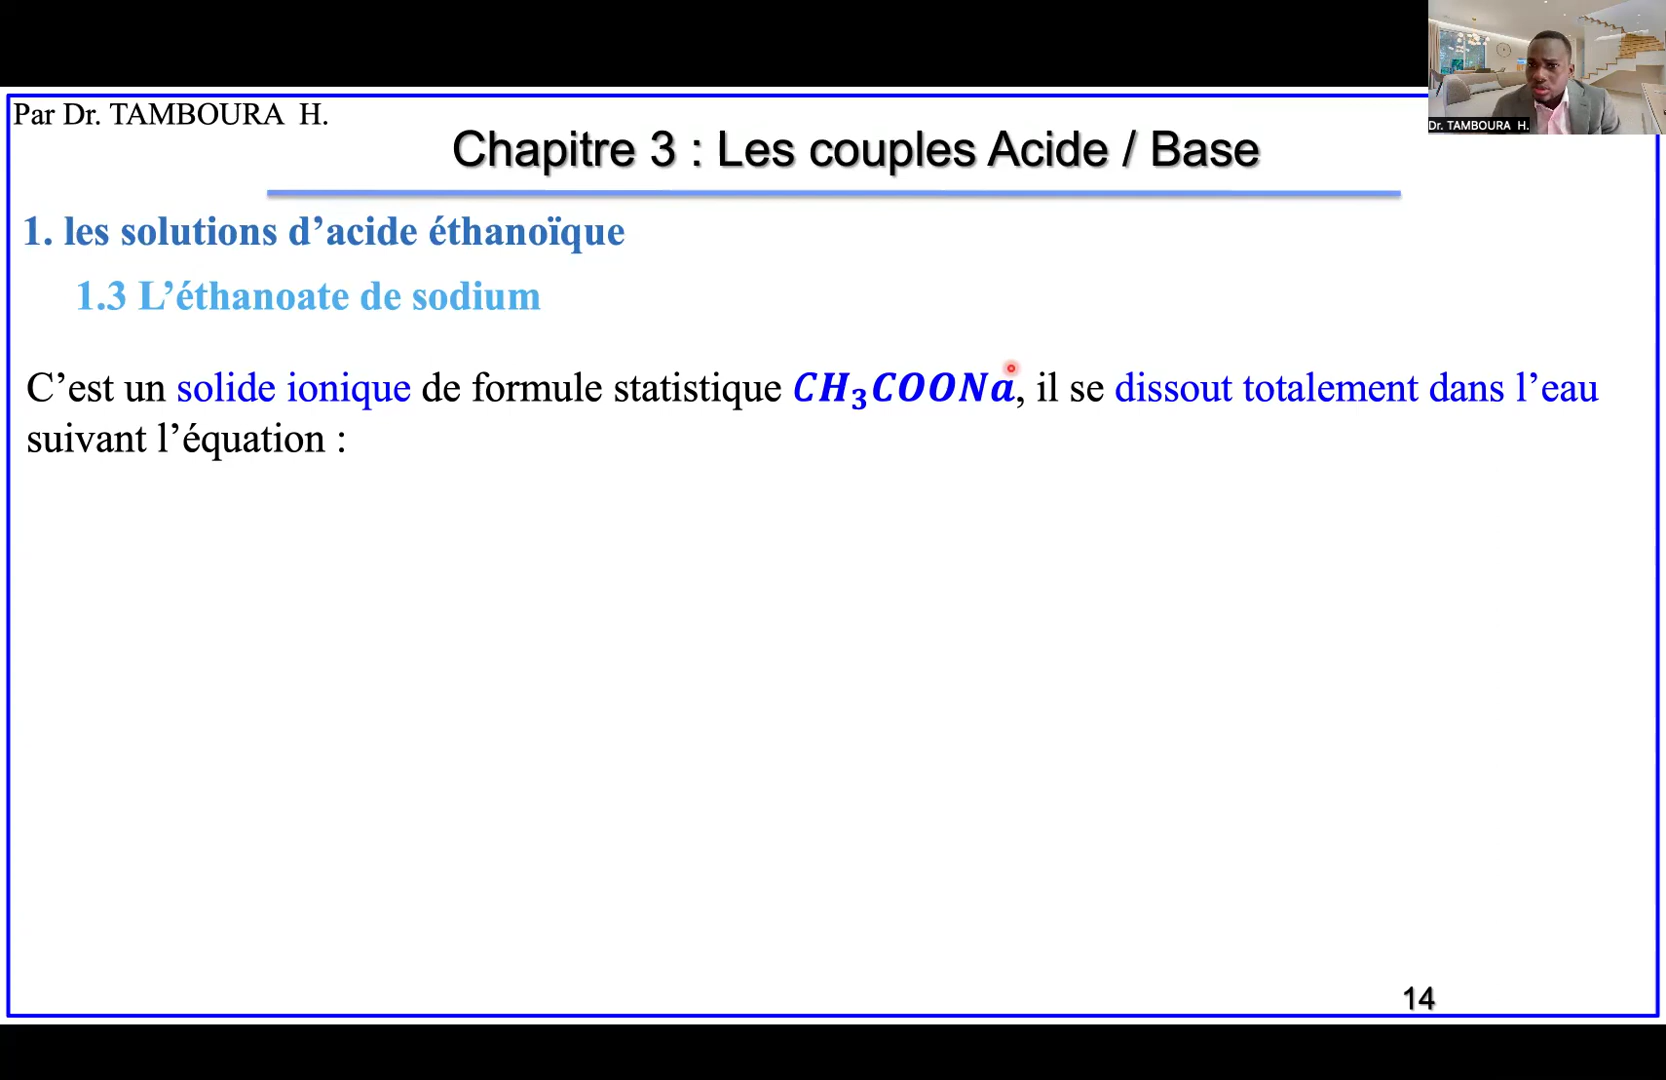 Par Dr. TAMBOURA H.
Dr. TAMBOURA H.
Chapitre 3 : Les couples Acide / Base
1. les solutions d’acide éthanoïque
1.3 L’éthanoate de sodium
C’est un solide ionique de formule statistique CH₃COONa, il se dissout totalement dans l’eau
suivant l’équation :
14